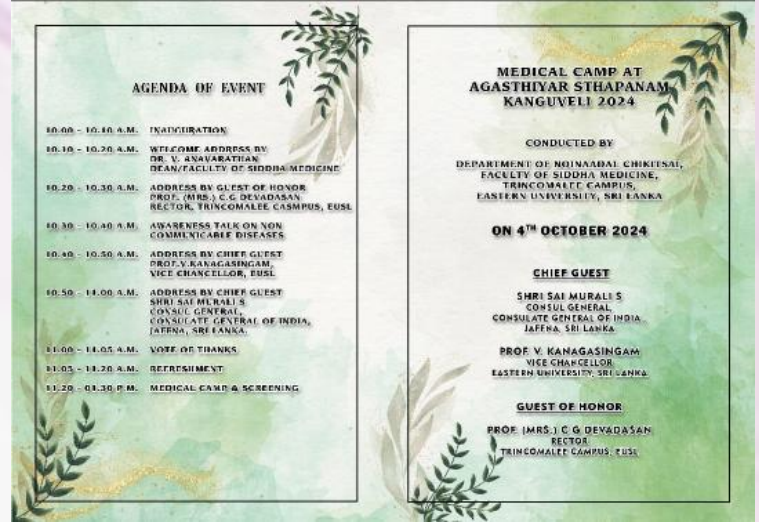 AGENDA OF EVENT
10.00 - 10.10 A.M. INAUGURATION
10.10 - 10.20 A.M. WELCOME ADDRESS BY
DR. V. ANAVARATHAN
DEAN/FACULTY OF SIDDHA MEDICINE
10.20 - 10.30 A.M. ADDRESS BY GUEST OF HONOR
PROF. (MRS.) C.G DEVADASAN
RECTOR, TRINCOMALEE CASMPUS, EUSL
10.30 - 10.40 A.M. AWARENESS TALK ON NON
COMMUNICABLE DISEASES
10.40 - 10.50 A.M. ADDRESS BY CHIEF GUEST
PROF.V.KANAGASINGAM,
VICE CHANCELLOR, EUSL
10.50 - 11.00 A.M. ADDRESS BY CHIEF GUEST
SHRI SAI MURALI S
CONSUL GENERAL,
CONSULATE GENERAL OF INDIA,
JAFFNA, SRI LANKA.
11.00 - 11.05 A.M. VOTE OF THANKS
11.05 - 11.20 A.M. REFRESHMENT
11.20 - 01.30 P.M. MEDICAL CAMP & SCREENING
MEDICAL CAMP AT
AGASTHIYAR STHAPANAM
KANGUVELI 2024
CONDUCTED BY
DEPARTMENT OF NOINAADAL CHIKITSAI,
FACULTY OF SIDDHA MEDICINE,
TRINCOMALEE CAMPUS,
EASTERN UNIVERSITY, SRI LANKA
ON 4TH OCTOBER 2024
CHIEF GUEST
SHRI SAI MURALI S
CONSUL GENERAL,
CONSULATE GENERAL OF INDIA
JAFFNA, SRI LANKA
PROF. V. KANAGASINGAM
VICE CHANCELLOR
EASTERN UNIVERSITY, SRI LANKA
GUEST OF HONOR
PROF. (MRS.) C G DEVADASAN
RECTOR
TRINCOMALEE CAMPUS, EUSL